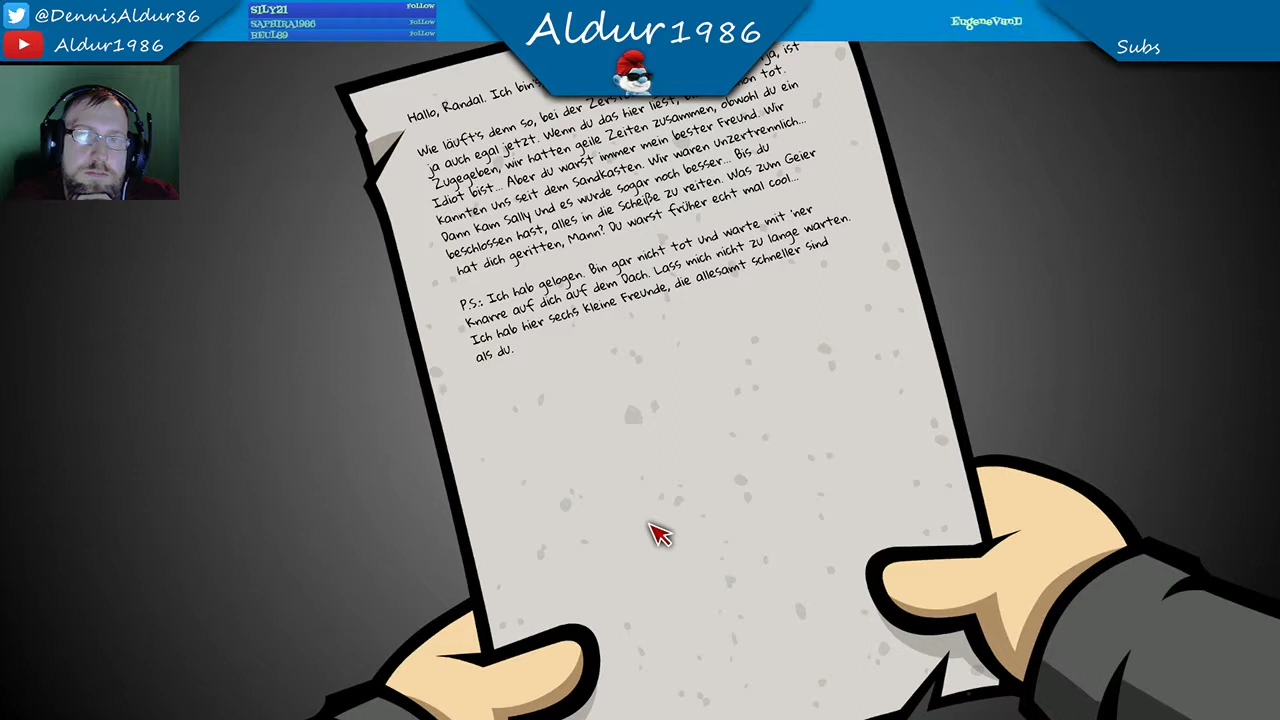 @DennisAldur86
Aldur1986
SILY21 Follow
SAPHIRA1986 Follow
BEUL89 Follow
Aldur1986
EugeneVanD
Subs
Hallo, Randal. Ich bin's
Wie läuft's denn so, bei der ja, ist
ja auch egal jetzt. Wenn du das hier liest, tot.
Zugegeben, wir hatten geile Zeiten zusammen, obwohl du ein
Idiot bist... Aber du warst immer mein bester Freund. Wir
kannten uns seit dem Sandkasten. Wir waren unzertrennlich...
Dann kam Sally und es wurde sogar noch besser... Bis du
beschlossen hast, alles in die Scheiße zu reiten. Was zum Geier
hat dich geritten, Mann? Du warst früher echt mal cool...
P.S.: Ich hab gelogen. Bin gar nicht tot und warte mit 'ner
Knarre auf dich auf dem Dach. Lass mich nicht zu lange warten.
Ich hab hier sechs kleine Freunde, die allesamt schneller sind
als du.